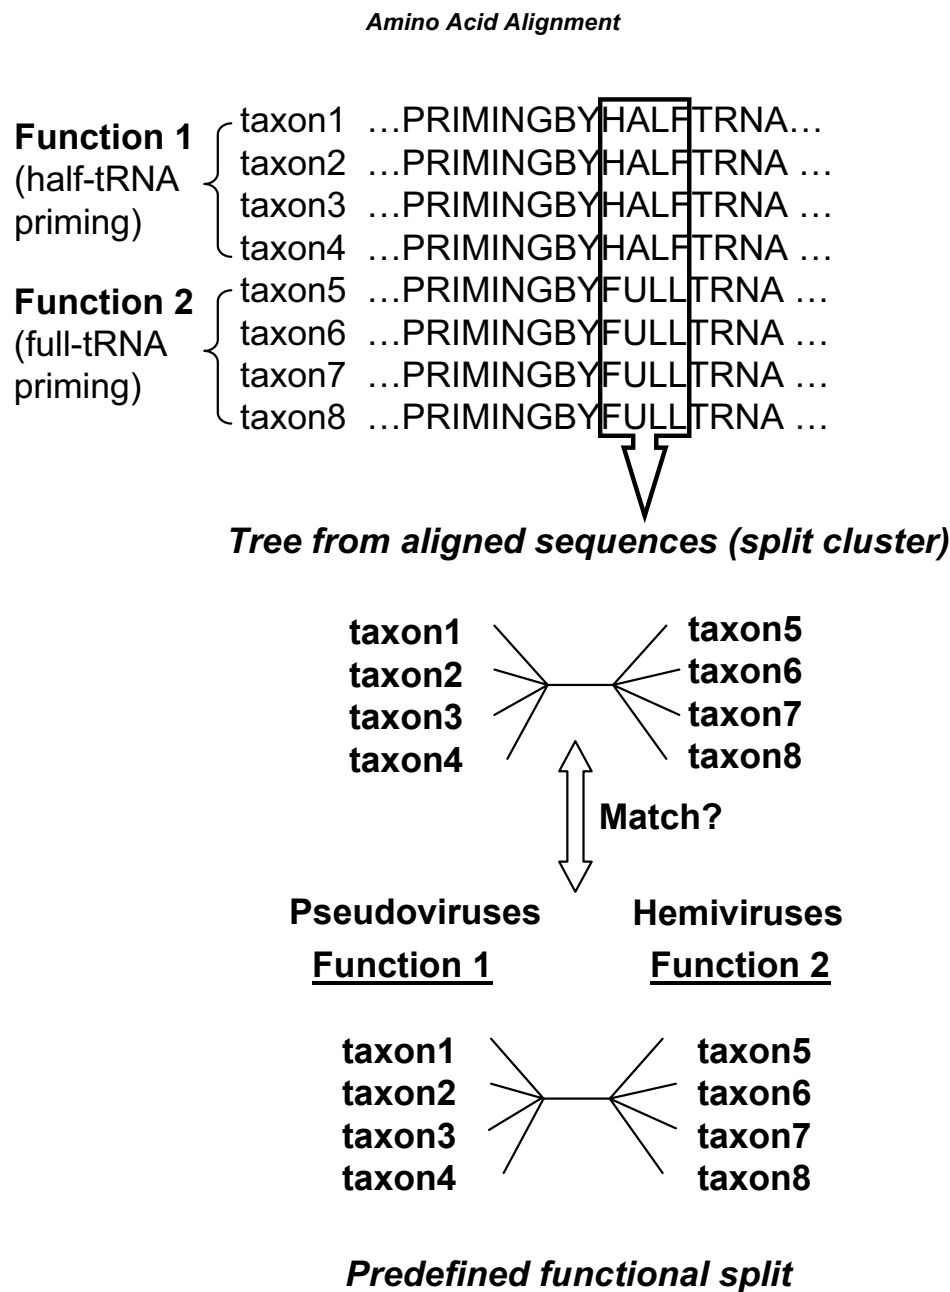 Amino Acid Alignment
Function 1
(half-tRNA
priming)
taxon1 …PRIMINGBYHALFTRNA…
taxon2 …PRIMINGBYHALFTRNA …
taxon3 …PRIMINGBYHALFTRNA …
taxon4 …PRIMINGBYHALFTRNA …
Function 2
(full-tRNA
priming)
taxon5 …PRIMINGBYFULLTRNA …
taxon6 …PRIMINGBYFULLTRNA …
taxon7 …PRIMINGBYFULLTRNA …
taxon8 …PRIMINGBYFULLTRNA …
Tree from aligned sequences (split cluster)
taxon1 taxon5
taxon2 taxon6
taxon3 taxon7
taxon4 taxon8
Match?
Pseudoviruses Hemiviruses
Function 1 Function 2
taxon1 taxon5
taxon2 taxon6
taxon3 taxon7
taxon4 taxon8
Predefined functional split